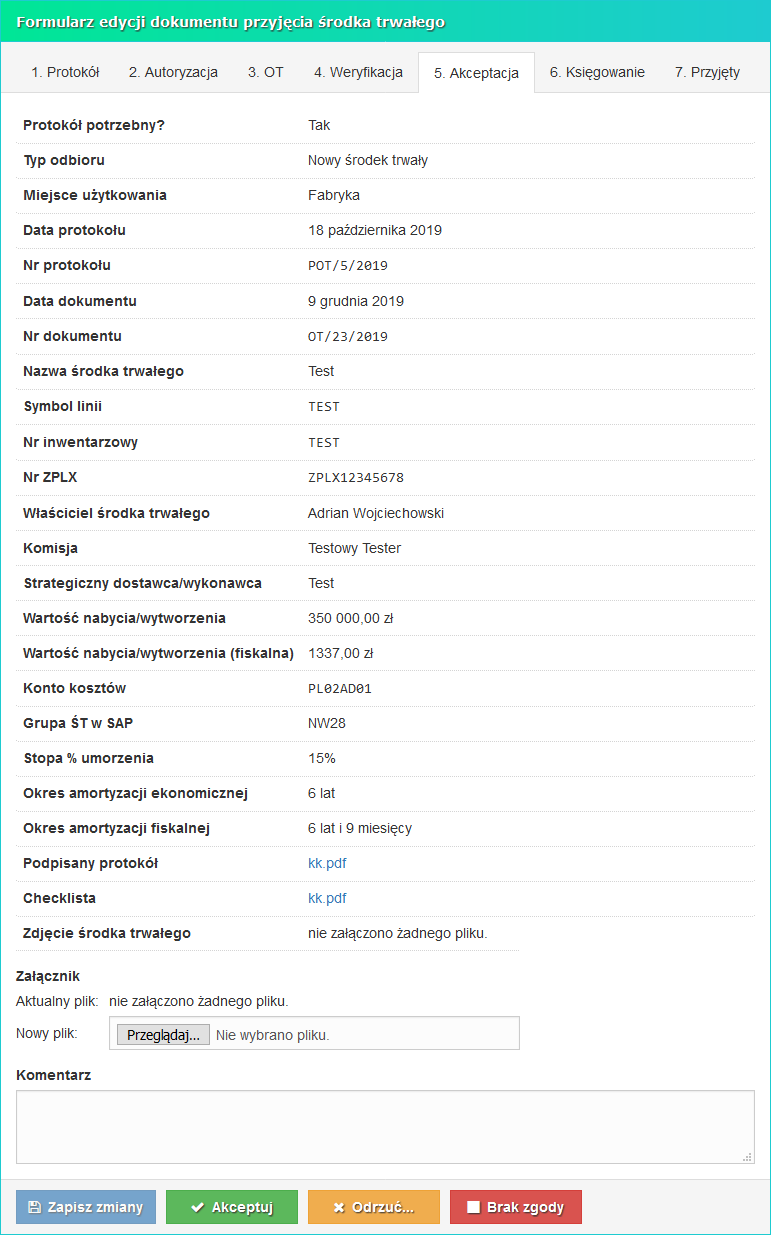 Formularz edycji dokumentu przyjęcia środka trwałego
1. Protokół 2. Autoryzacja 3. OT 4. Weryfikacja 5. Akceptacja 6. Księgowanie 7. Przyjęty
Protokół potrzebny? Tak
Typ odbioru Nowy środek trwały
Miejsce użytkowania Fabryka
Data protokołu 18 października 2019
Nr protokołu POT/5/2019
Data dokumentu 9 grudnia 2019
Nr dokumentu OT/23/2019
Nazwa środka trwałego Test
Symbol linii TEST
Nr inwentarzowy TEST
Nr ZPLX ZPLX12345678
Właściciel środka trwałego Adrian Wojciechowski
Komisja Testowy Tester
Strategiczny dostawca/wykonawca Test
Wartość nabycia/wytworzenia 350 000,00 zł
Wartość nabycia/wytworzenia (fiskalna) 1337,00 zł
Konto kosztów PL02AD01
Grupa ŚT w SAP NW28
Stopa % umorzenia 15%
Okres amortyzacji ekonomicznej 6 lat
Okres amortyzacji fiskalnej 6 lat i 9 miesięcy
Podpisany protokół kk.pdf
Checklista kk.pdf
Zdjęcie środka trwałego nie załączono żadnego pliku.
Załącznik
Aktualny plik: nie załączono żadnego pliku.
Nowy plik: Przeglądaj... Nie wybrano pliku.
Komentarz
Zapisz zmiany Akceptuj Odrzuć... Brak zgody